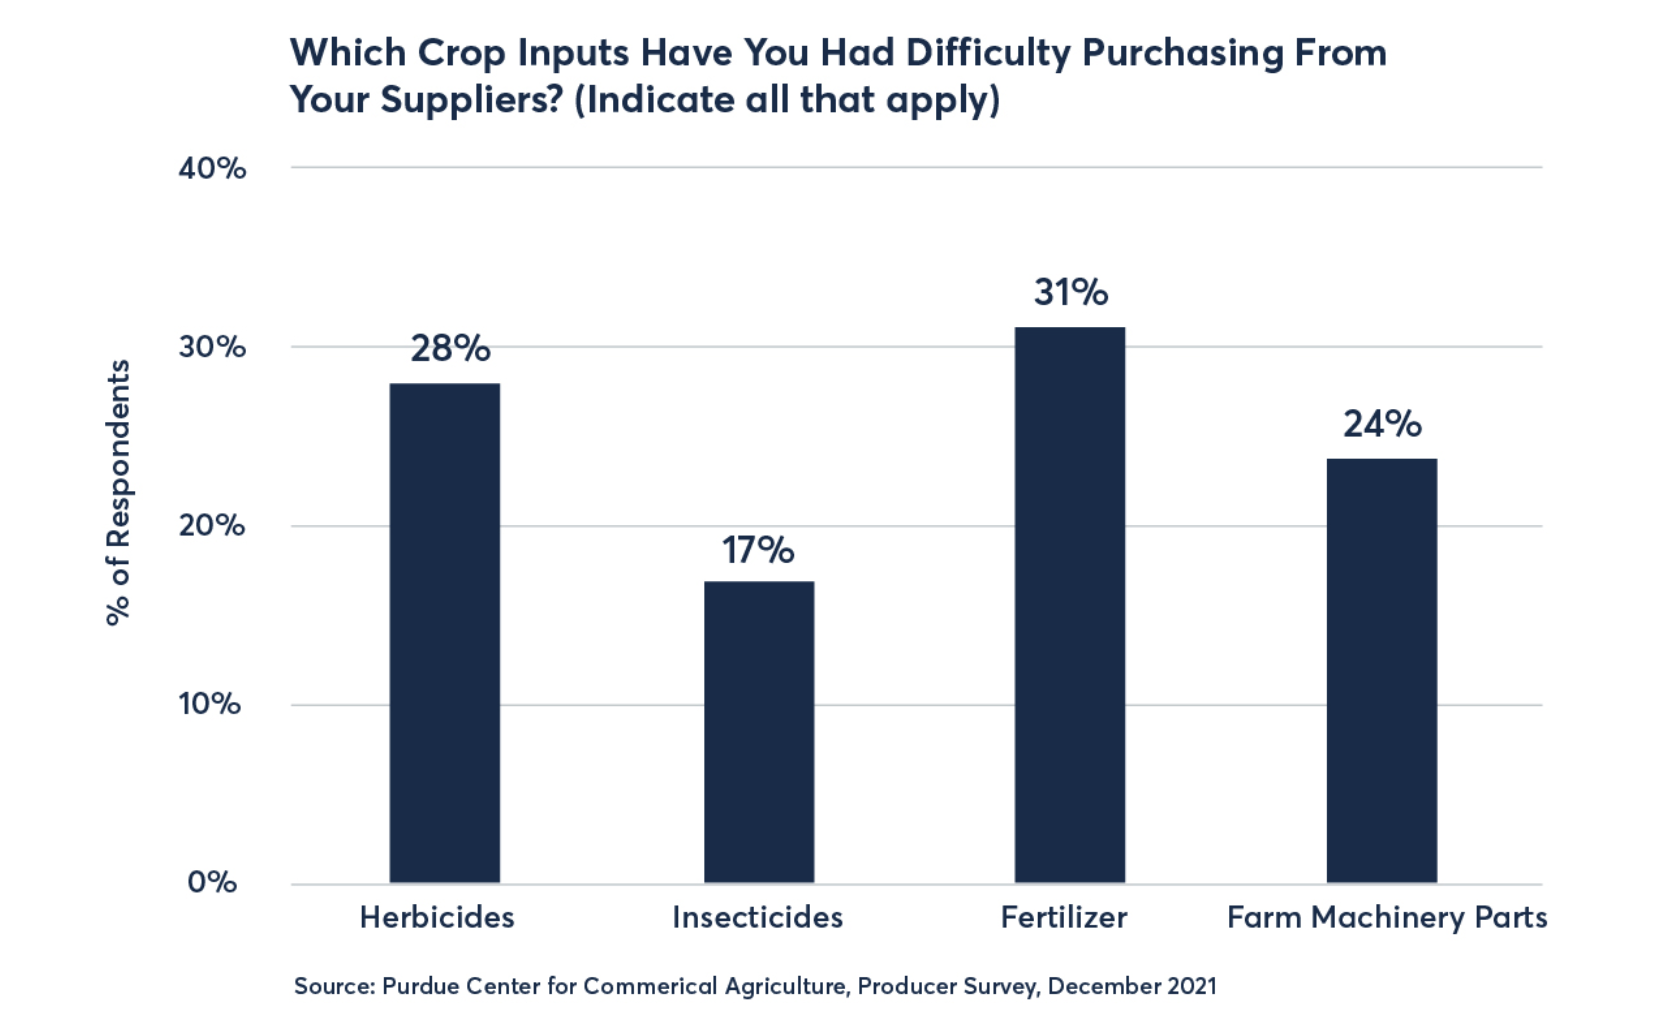 Which Crop Inputs Have You Had Difficulty Purchasing From
Your Suppliers? (Indicate all that apply)
40%
30%
20%
10%
0%
% of Respondents
28%
17%
31%
24%
Herbicides
Insecticides
Fertilizer
Farm Machinery Parts
Source: Purdue Center for Commerical Agriculture, Producer Survey, December 2021